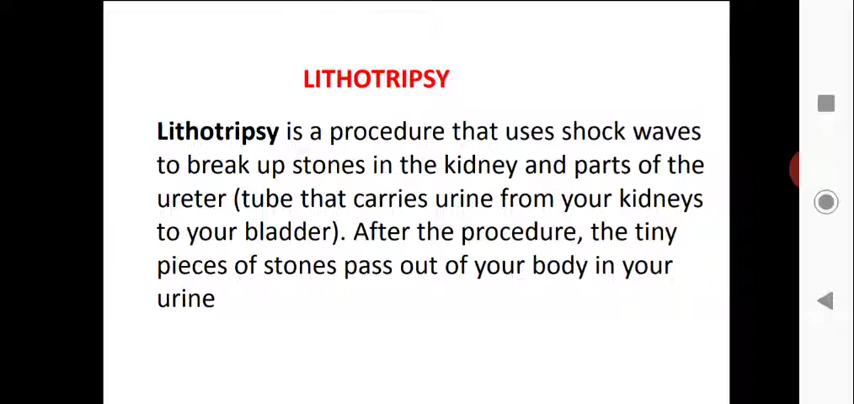 LITHOTRIPSY
Lithotripsy is a procedure that uses shock waves
to break up stones in the kidney and parts of the
ureter (tube that carries urine from your kidneys
to your bladder). After the procedure, the tiny
pieces of stones pass out of your body in your
urine